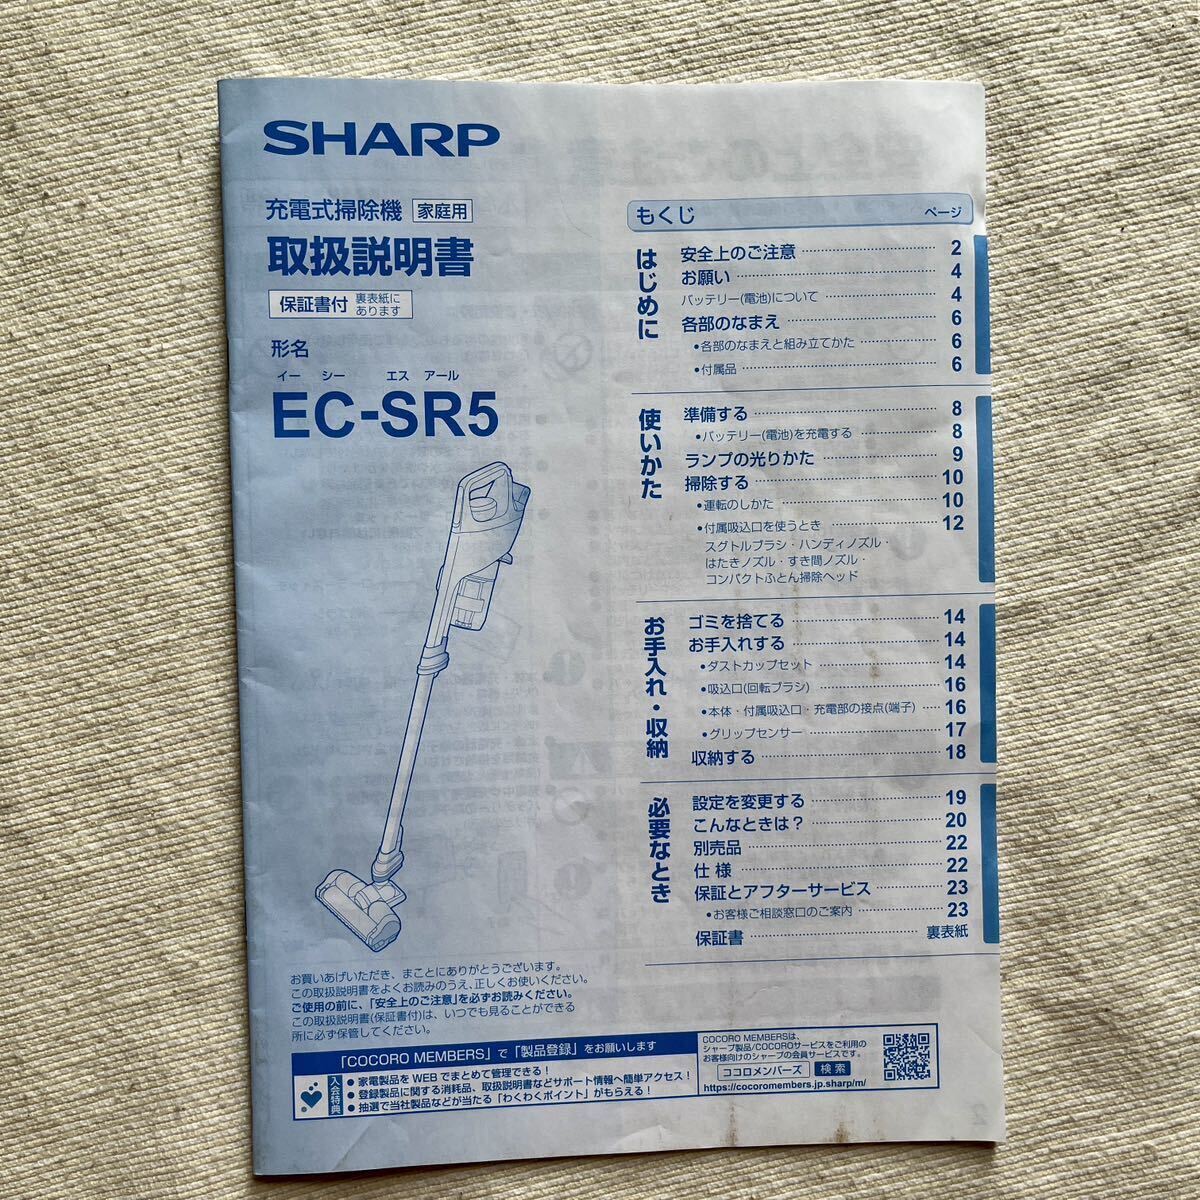 SHARP
充電式掃除機 家庭用
取扱説明書
保証書付 裏表紙に
あります
形名
イー シー エス アール
EC-SR5
お買いあげいただき、まことにありがとうございます。
この取扱説明書をよくお読みのうえ、正しくお使いください。
ご使用の前に、「安全上のご注意」を必ずお読みください。
この取扱説明書(保証書付)は、いつでも見ることができる
所に必ず保管してください。
もくじ ページ
はじめに
安全上のご注意 2
お願い 4
バッテリー(電池)について 4
各部のなまえ 6
•各部のなまえと組み立てかた 6
•付属品 6
使いかた
準備する 8
•バッテリー(電池)を充電する 8
ランプの光りかた 9
掃除する 10
•運転のしかた 10
•付属吸込口を使うとき 12
スグトルブラシ・ハンディノズル・
はたきノズル・すき間ノズル・
コンパクトふとん掃除ヘッド
お手入れ・収納
ゴミを捨てる 14
お手入れする 14
•ダストカップセット 14
•吸込口(回転ブラシ) 16
•本体・付属吸込口・充電部の接点(端子) 16
•グリップセンサー 17
収納する 18
必要なとき
設定を変更する 19
こんなときは? 20
別売品 22
仕様 22
保証とアフターサービス 23
•お客様ご相談窓口のご案内 23
保証書 裏表紙
「COCORO MEMBERS」で「製品登録」をお願いします
入会特典
• 家電製品をWEBでまとめて管理できる!
• 登録製品に関する消耗品、取扱説明書などサポート情報へ簡単アクセス!
• 抽選で当社製品などが当たる「わくわくポイント」がもらえる!
COCORO MEMBERSは、
シャープ製品/COCOROサービスをご利用の
お客様向けのシャープの会員サービスです。
ココロメンバーズ 検索
https://cocoromembers.jp.sharp/m/